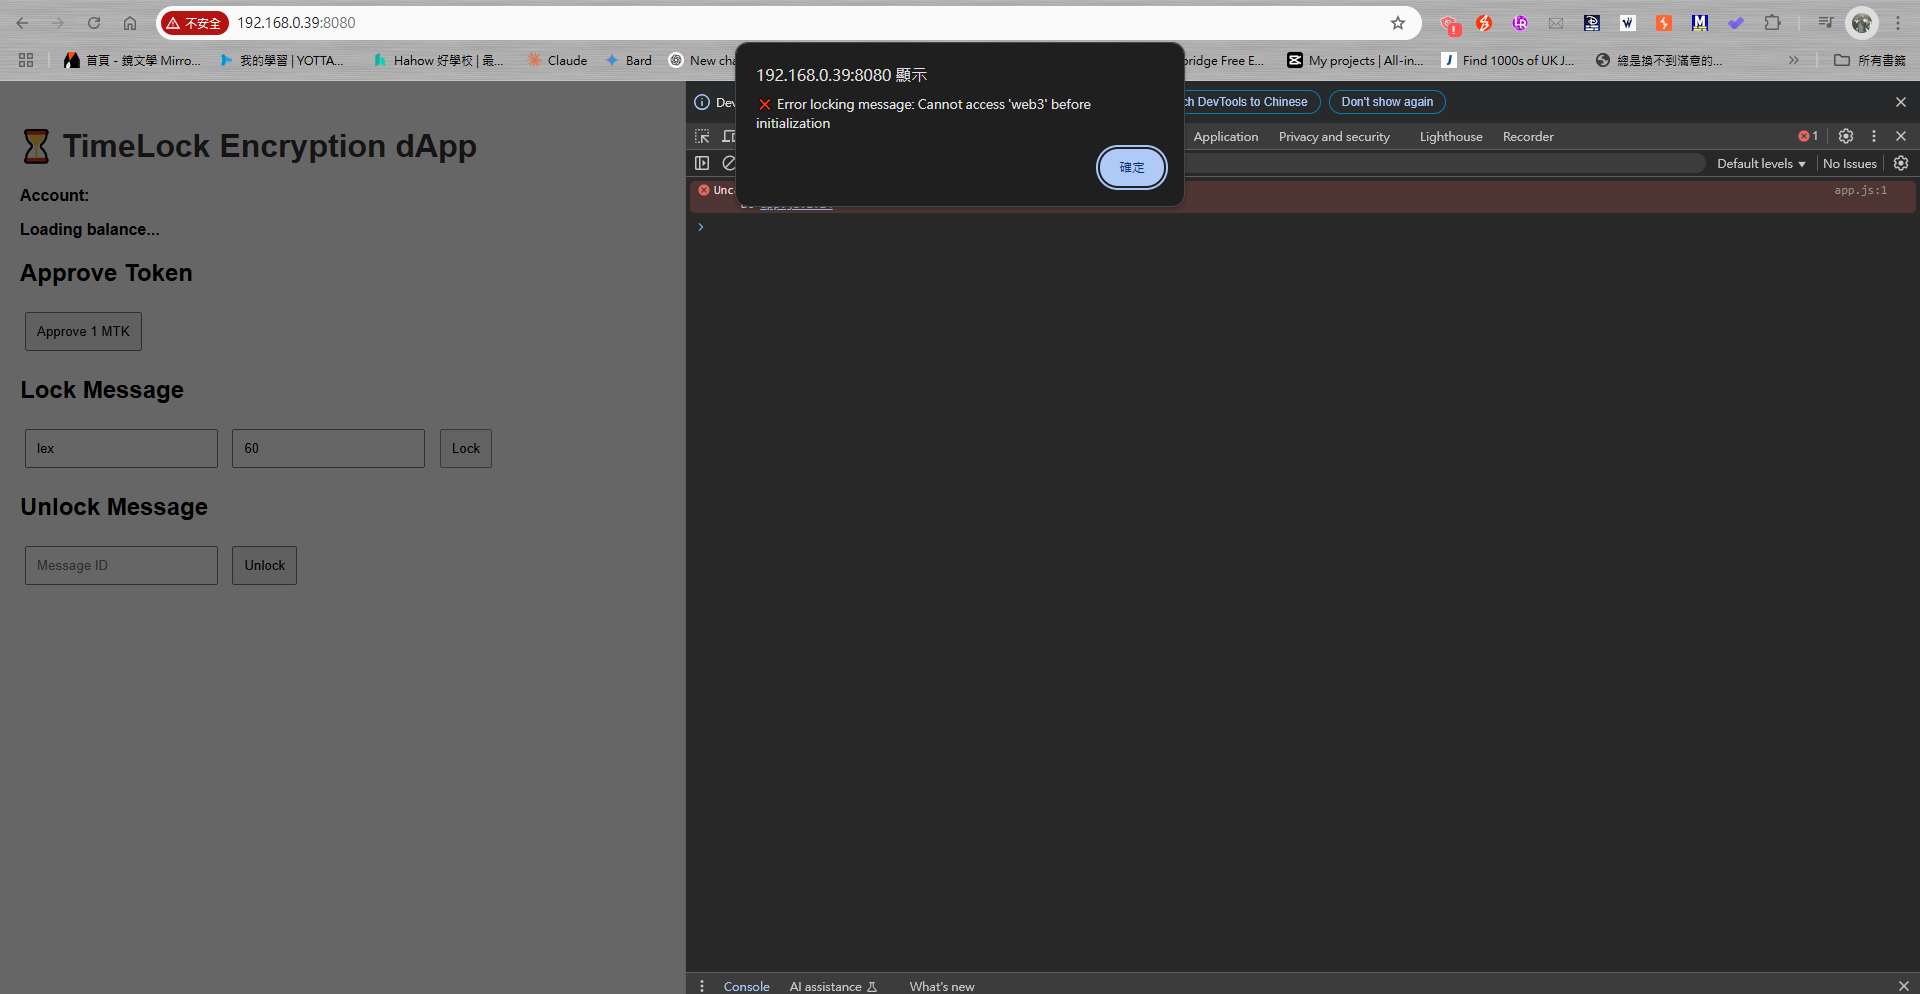 不安全
192.168.0.39:8080
首頁 - 鏡文學 Mirro...
我的學習 | YOTTA...
Hahow 好學校 | 最...
Claude
Bard
New cha
bridge Free E...
My projects | All-in...
Find 1000s of UK J...
總是換不到滿意的...
所有書籤
192.168.0.39:8080 顯示
❌ Error locking message: Cannot access 'web3' before
initialization
確定
TimeLock Encryption dApp
Account:
Loading balance...
Approve Token
Approve 1 MTK
Lock Message
lex
60
Lock
Unlock Message
Message ID
Unlock
Dev
ch DevTools to Chinese
Don't show again
Application
Privacy and security
Lighthouse
Recorder
1
Default levels
No Issues
Unc
app.js:1
Console
AI assistance
What's new